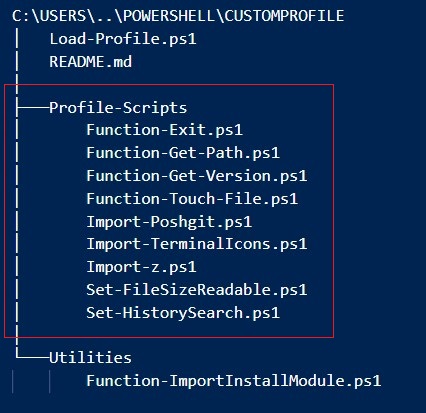 C:\USERS\..\POWERSHELL\CUSTOMPROFILE
│   Load-Profile.ps1
│   README.md
│
├───Profile-Scripts
│       Function-Exit.ps1
│       Function-Get-Path.ps1
│       Function-Get-Version.ps1
│       Function-Touch-File.ps1
│       Import-Poshgit.ps1
│       Import-TerminalIcons.ps1
│       Import-z.ps1
│       Set-FileSizeReadable.ps1
│       Set-HistorySearch.ps1
│
└───Utilities
│   │   Function-ImportInstallModule.ps1